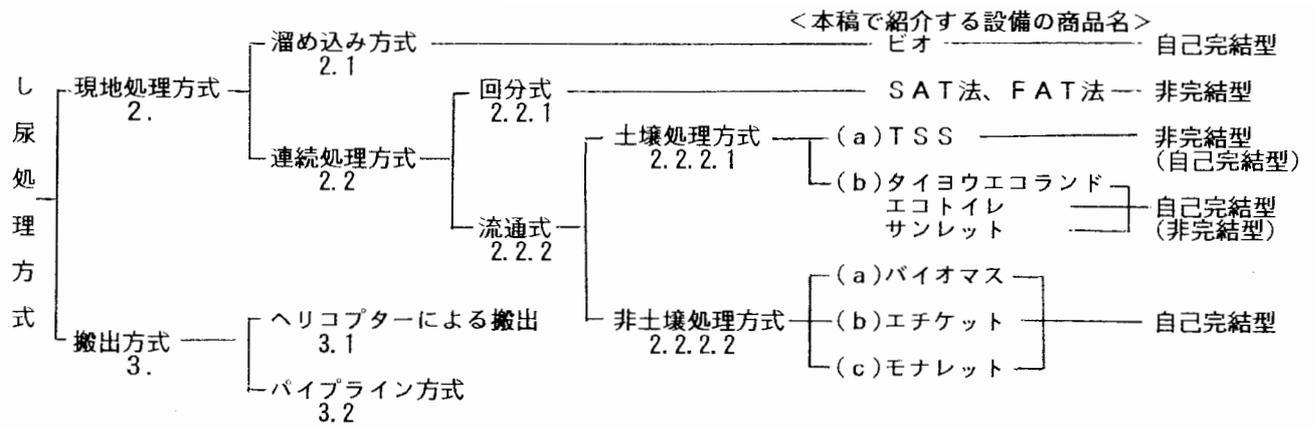 <本稿で紹介する設備の商品名>
し尿処理方式
現地処理方式
2.
溜め込み方式
2.1
ビオ
自己完結型
連続処理方式
2.2
回分式
2.2.1
SAT法、FAT法
非完結型
流通式
2.2.2
土壌処理方式
2.2.2.1
(a)TSS
非完結型
(自己完結型)
(b)タイヨウエコランド
エコトイレ
サンレット
自己完結型
(非完結型)
非土壌処理方式
2.2.2.2
(a)バイオマス
(b)エチケット
(c)モナレット
自己完結型
搬出方式
3.
ヘリコプターによる搬出
3.1
パイプライン方式
3.2